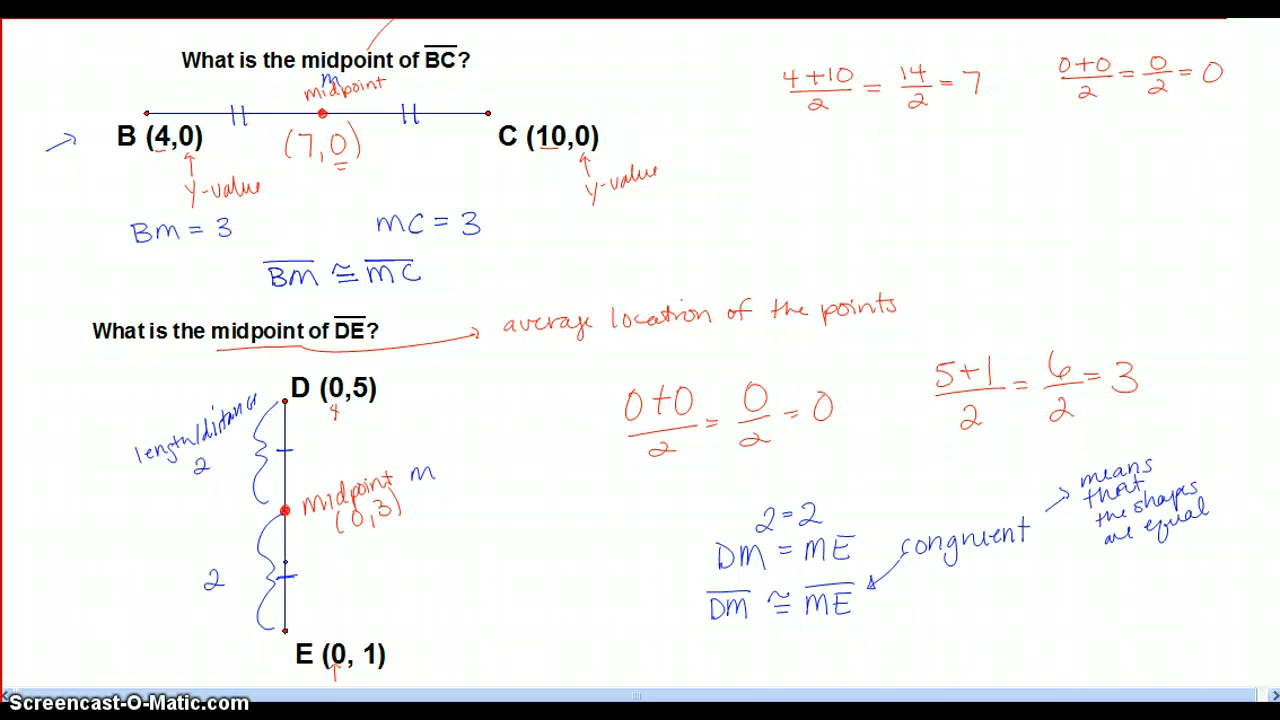 What is the midpoint of BC?
m
midpoint
B (4,0)
(7,0)
C (10,0)
y-value
y-value
4+10/2 = 14/2 = 7
0+0/2 = 0/2 = 0
Bm = 3
mC = 3
Bm ≅ mC
What is the midpoint of DE?
average location of the points
D (0,5)
length/distance
2
midpoint m
(0,3)
2
E (0, 1)
0+0/2 = 0/2 = 0
5+1/2 = 6/2 = 3
2=2
DM = ME
DM ≅ ME
congruent
means
that
the shapes
are equal
Screencast-O-Matic.com